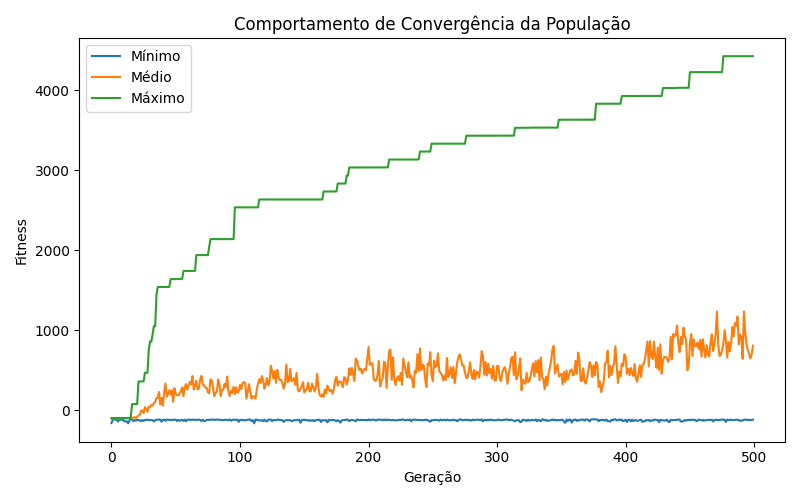 Comportamento de Convergência da População
Mínimo
Médio
Máximo
Fitness
4000
3000
2000
1000
0
0
100
200
300
400
500
Geração